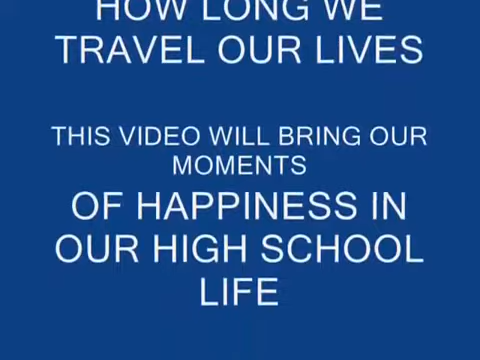 HOW LONG WE
TRAVEL OUR LIVES
THIS VIDEO WILL BRING OUR
MOMENTS
OF HAPPINESS IN
OUR HIGH SCHOOL
LIFE